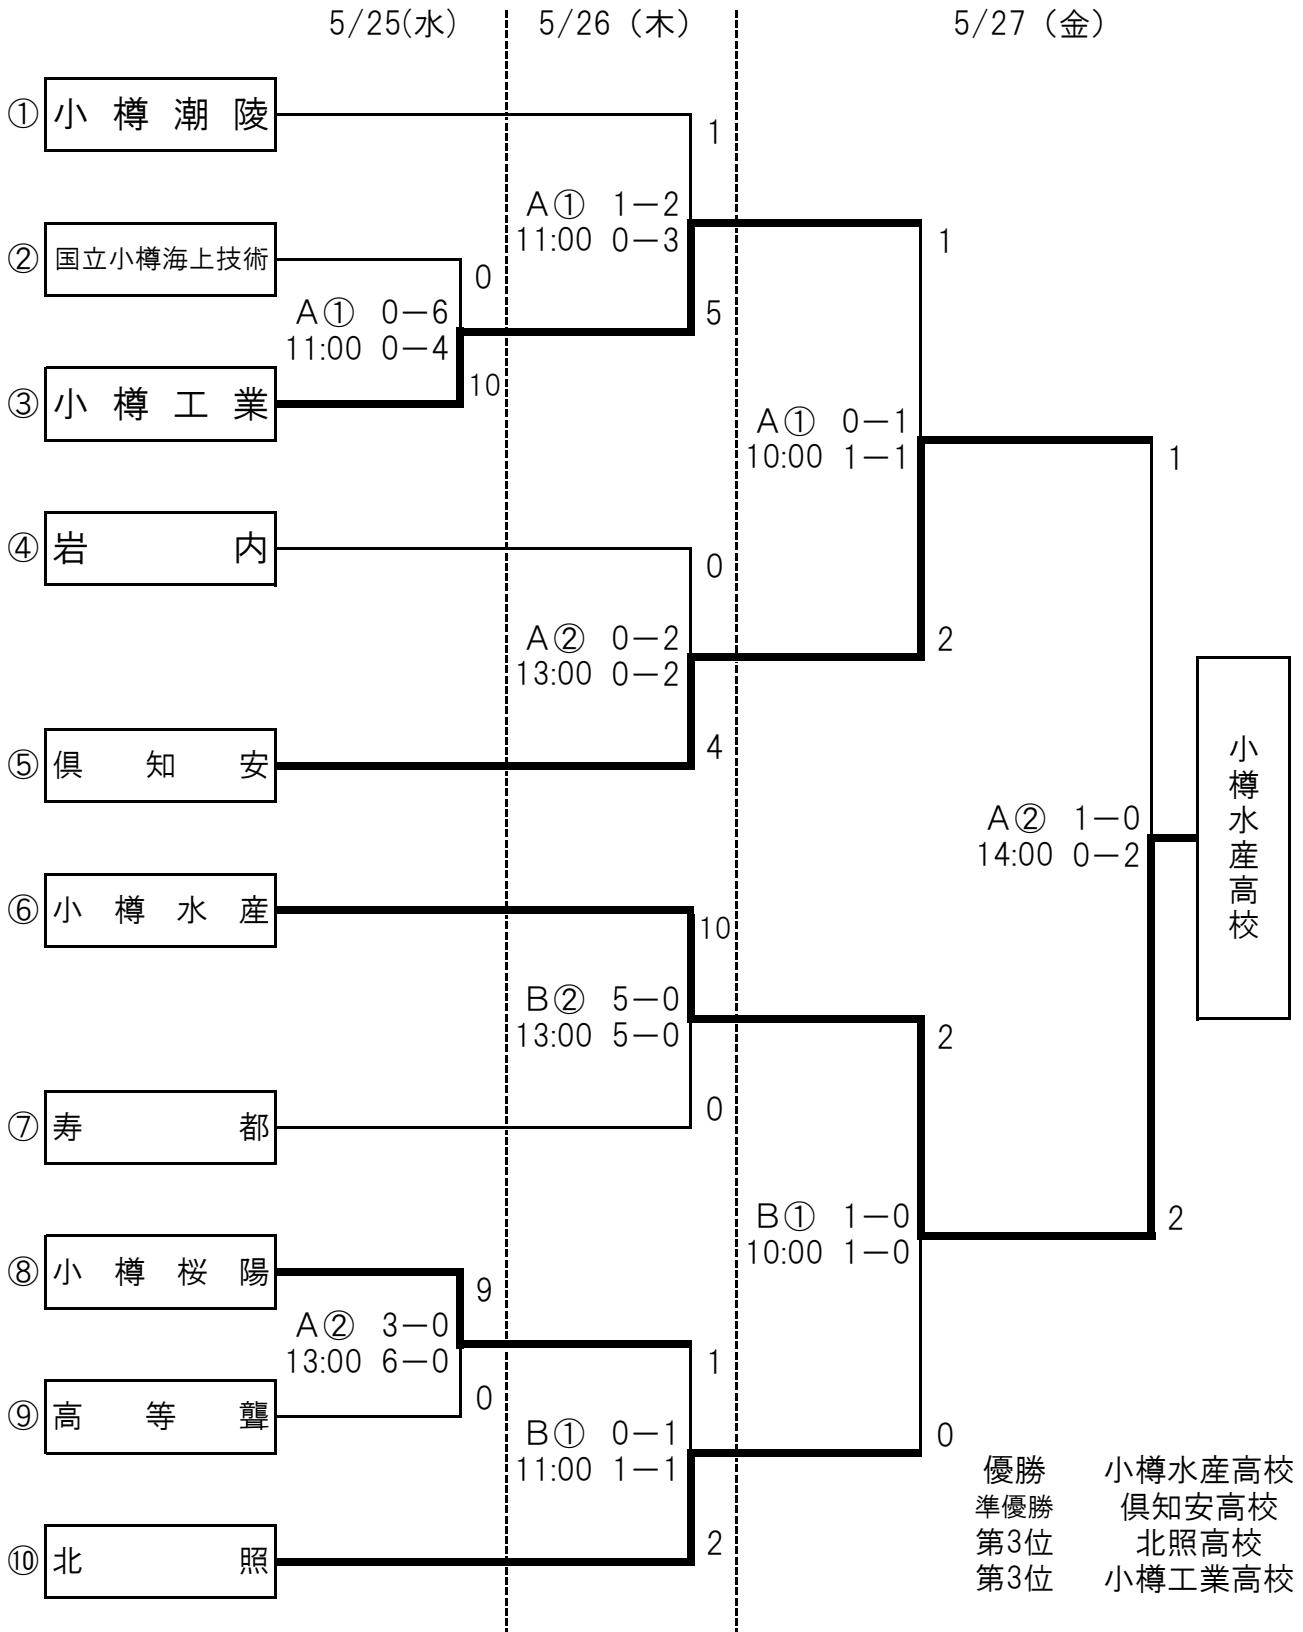 5/25(水) 5/26（木） 5/27（金）
① 小樽潮陵
1
A① 1－2
11:00 0－3
1
② 国立小樽海上技術
0
A① 0－6
11:00 0－4
5
10
③ 小樽工業
A① 0－1
10:00 1－1
1
④ 岩内
0
A② 0－2
13:00 0－2
2
4
⑤ 倶知安
小樽水産高校
A② 1－0
14:00 0－2
⑥ 小樽水産
10
B② 5－0
13:00 5－0
2
0
⑦ 寿都
B① 1－0
10:00 1－0
2
⑧ 小樽桜陽
9
A② 3－0
13:00 6－0
1
0
⑨ 高等聾
B① 0－1
11:00 1－1
0
2
⑩ 北照
優勝 小樽水産高校
準優勝 倶知安高校
第3位 北照高校
第3位 小樽工業高校